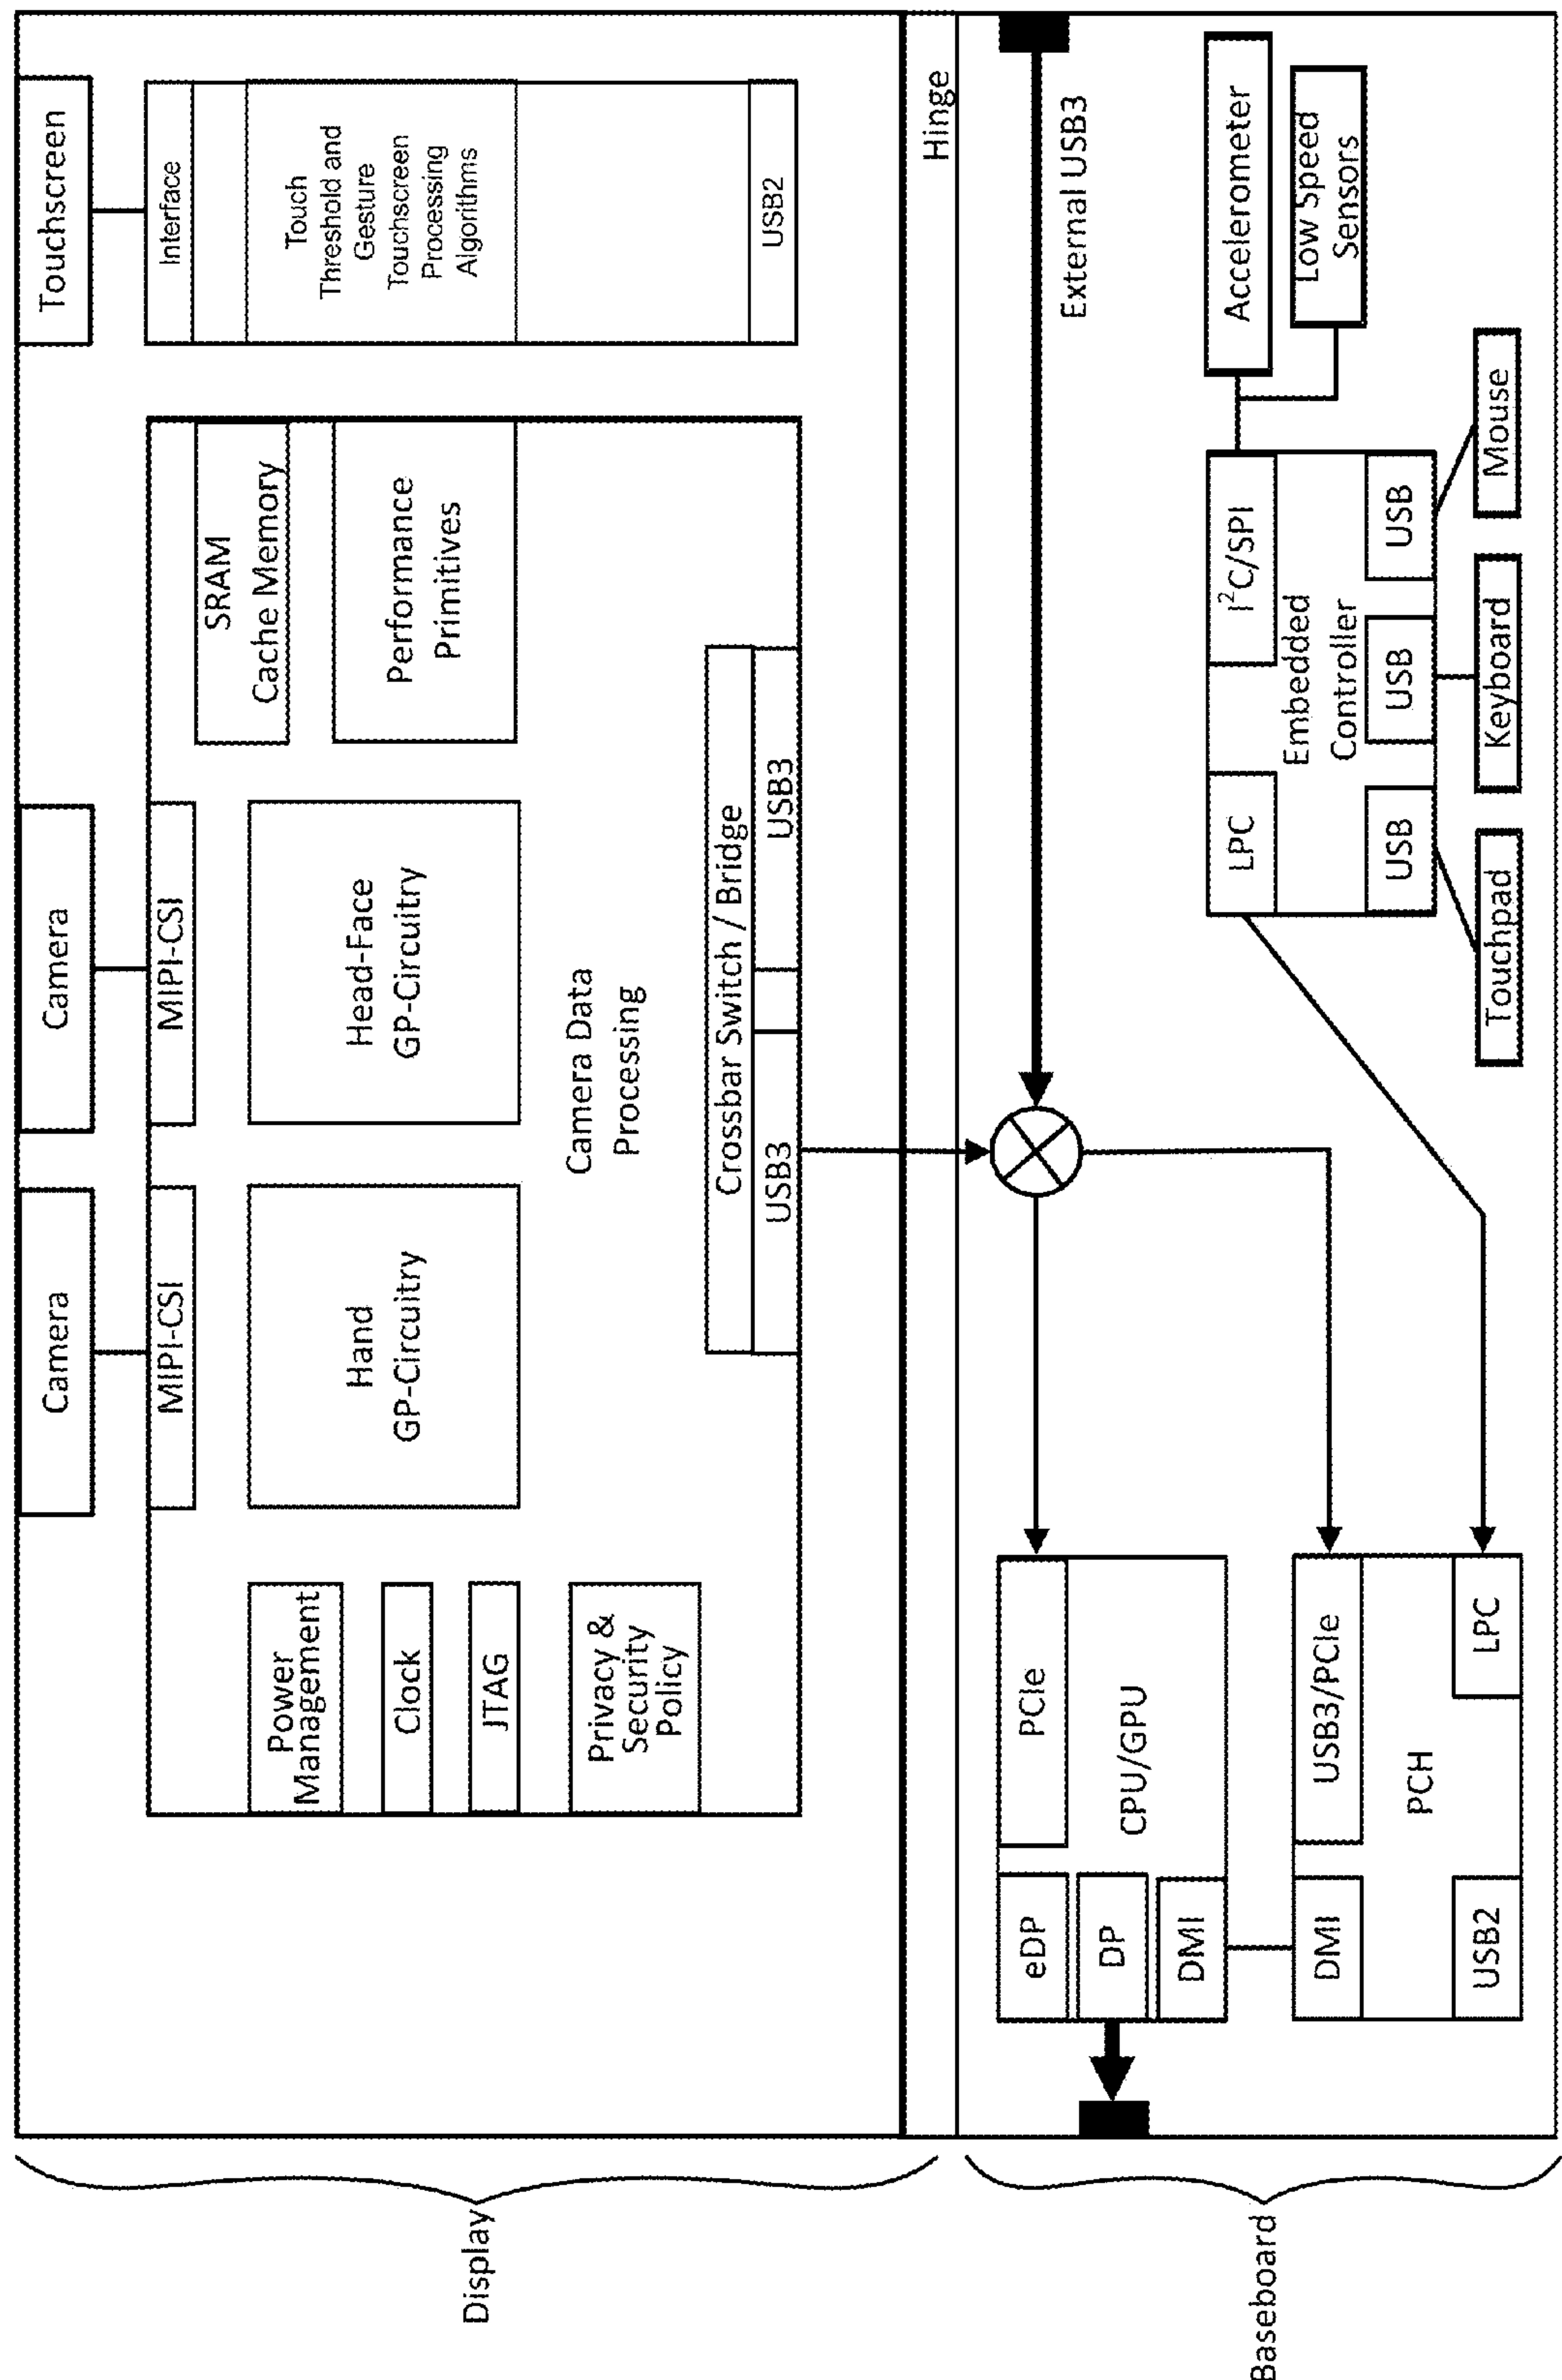 Display
Camera
Camera
Touchscreen
MIPI-CSI
MIPI-CSI
Interface
Power
Management
Clock
JTAG
Privacy &
Security
Policy
Hand
GP-Circuitry
Head-Face
GP-Circuitry
SRAM
Cache Memory
Performance
Primitives
Camera Data
Processing
Crossbar Switch / Bridge
USB3
USB3
Touch
Threshold and
Gesture
Touchscreen
Processing
Algorithms
USB2
Hinge
Baseboard
External USB3
eDP
DP
DMI
PCIe
CPU/GPU
DMI
USB3/PCIe
PCH
USB2
LPC
LPC
I²C/SPI
Embedded
Controller
USB
USB
USB
Accelerometer
Low Speed
Sensors
Touchpad
Keyboard
Mouse